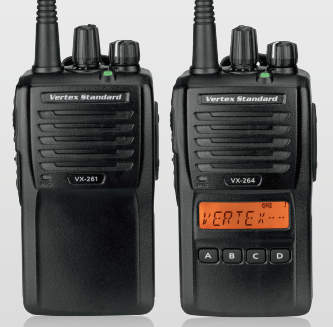 Vertex Standard
VX-261
Vertex Standard
VX-264
VERTEX--
A B C D